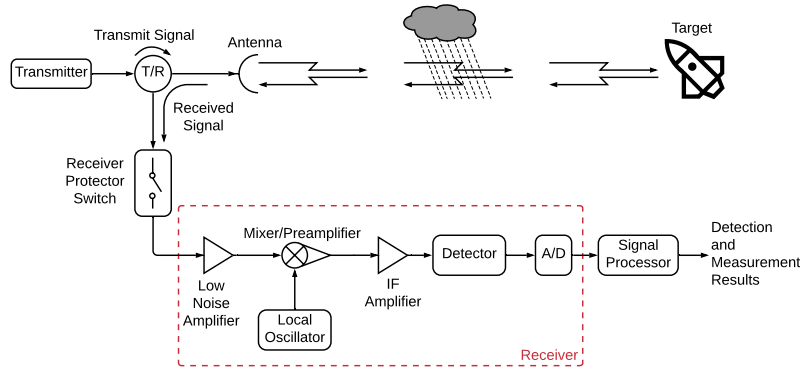 Transmit Signal
Antenna
Target
Transmitter
T/R
Received
Signal
Receiver
Protector
Switch
Mixer/Preamplifier
Low
Noise
Amplifier
Local
Oscillator
IF
Amplifier
Detector
A/D
Signal
Processor
Detection
and
Measurement
Results
Receiver